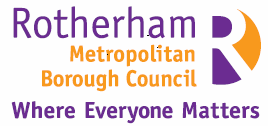 Rotherham
Metropolitan
Borough Council
Where Everyone Matters